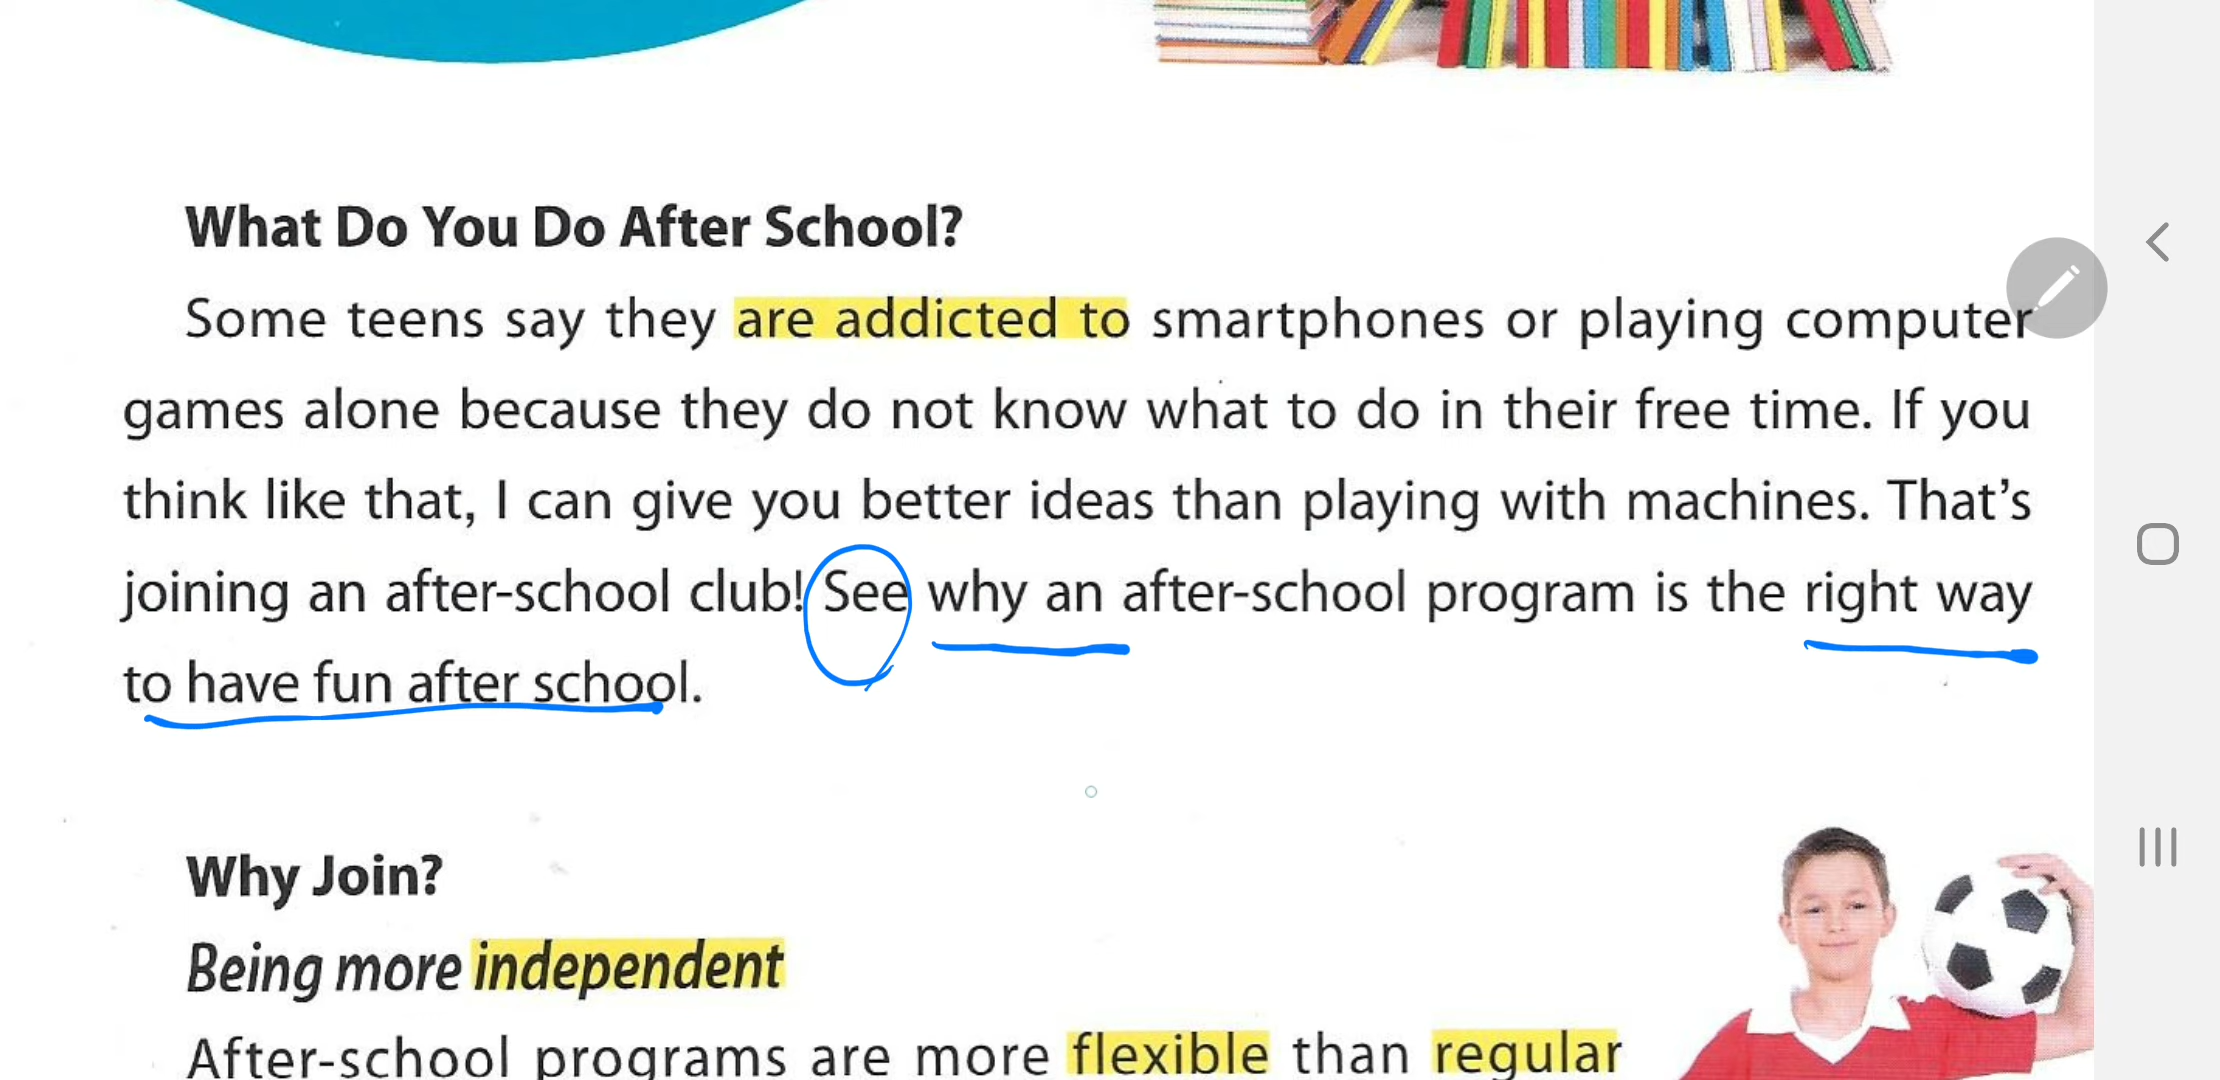 What Do You Do After School?
Some teens say they are addicted to smartphones or playing computer
games alone because they do not know what to do in their free time. If you
think like that, I can give you better ideas than playing with machines. That's
joining an after-school club! See why an after-school program is the right way
to have fun after school.
Why Join?
Being more independent
After-school programs are more flexible than regular